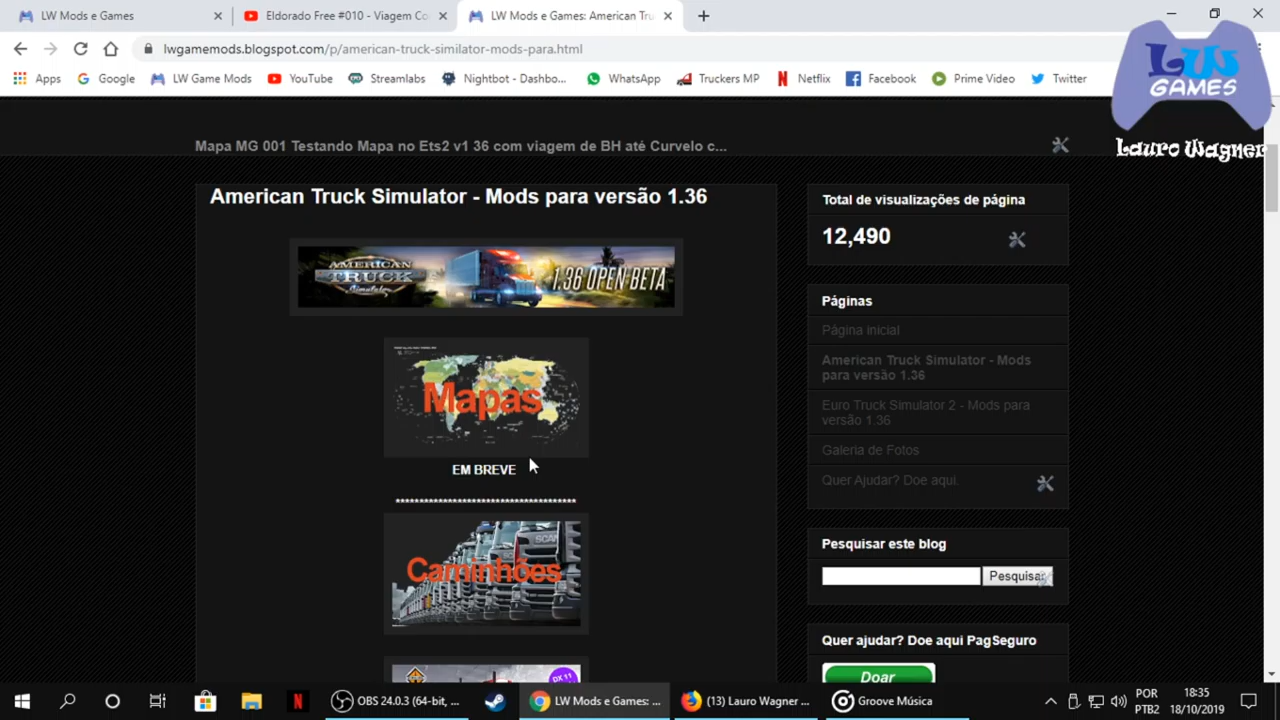 LW Mods e Games
Eldorado Free #010 - Viagem Co
LW Mods e Games: American Tru
lwgamemods.blogspot.com/p/american-truck-similator-mods-para.html
Apps
Google
LW Game Mods
YouTube
Streamlabs
Nightbot - Dashbo...
WhatsApp
Truckers MP
Netflix
Facebook
Prime Video
Twitter
LW
GAMES
Lauro Wagner
Mapa MG 001 Testando Mapa no Ets2 v1 36 com viagem de BH até Curvelo c...
American Truck Simulator - Mods para versão 1.36
AMERICAN
TRUCK
Simulator
1.36 OPEN BETA
Mapas
EM BREVE
**************************************
SCAN
Caminhões
DX 11
Total de visualizações de página
12,490
Páginas
Página inicial
American Truck Simulator - Mods
para versão 1.36
Euro Truck Simulator 2 - Mods para
versão 1.36
Galeria de Fotos
Quer Ajudar? Doe aqui.
Pesquisar este blog
Pesquisar
Quer ajudar? Doe aqui PagSeguro
Doar
OBS 24.0.3 (64-bit, ...
LW Mods e Games: ...
(13) Lauro Wagner ...
Groove Música
POR
PTB2
18:35
18/10/2019